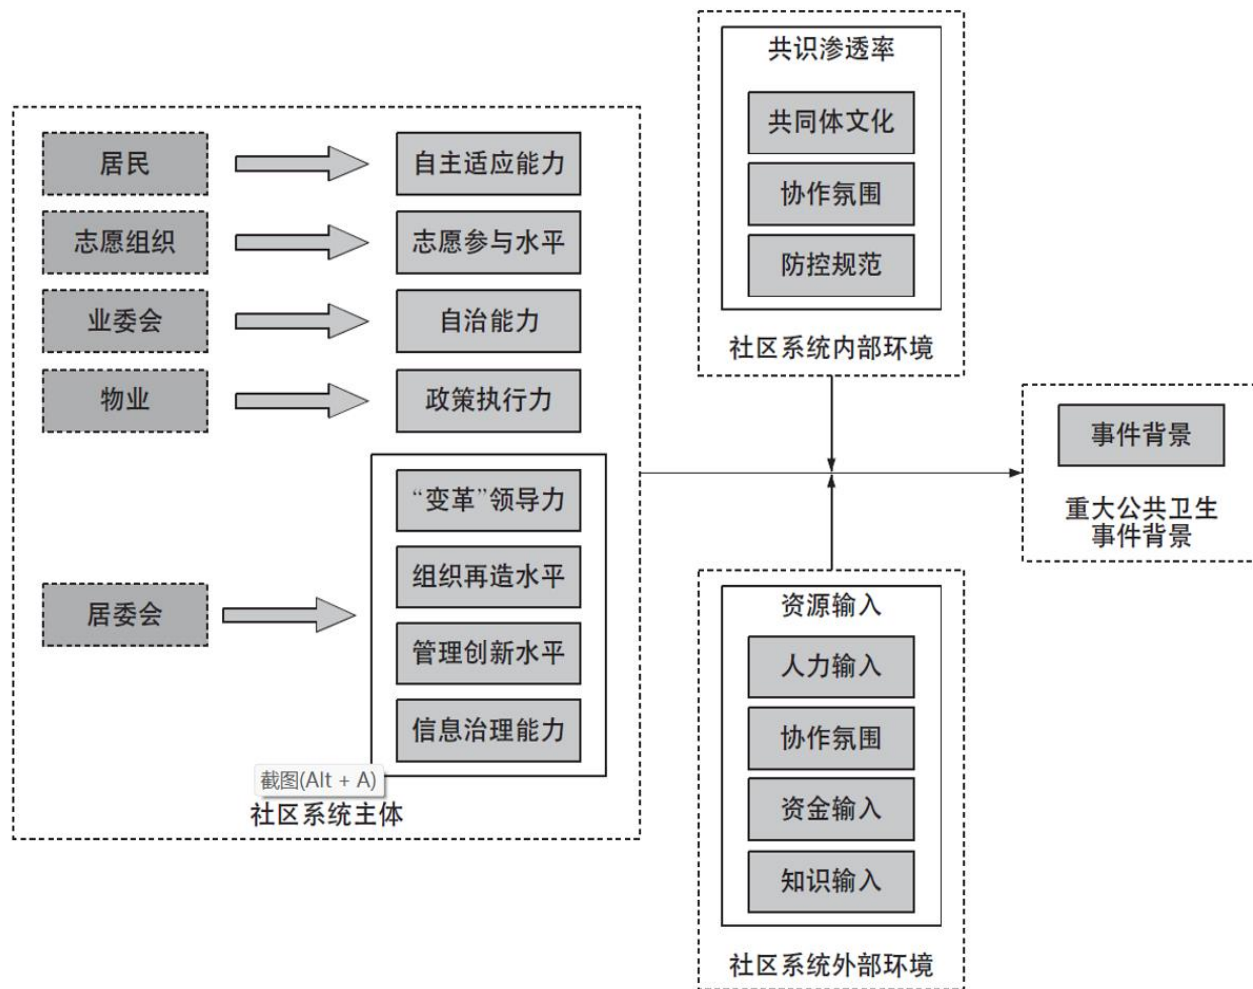 居民
自主适应能力
志愿组织
志愿参与水平
业委会
自治能力
物业
政策执行力
居委会
“变革”领导力
组织再造水平
管理创新水平
信息治理能力
截图(Alt + A)
社区系统主体
共识渗透率
共同体文化
协作氛围
防控规范
社区系统内部环境
资源输入
人力输入
协作氛围
资金输入
知识输入
社区系统外部环境
事件背景
重大公共卫生
事件背景